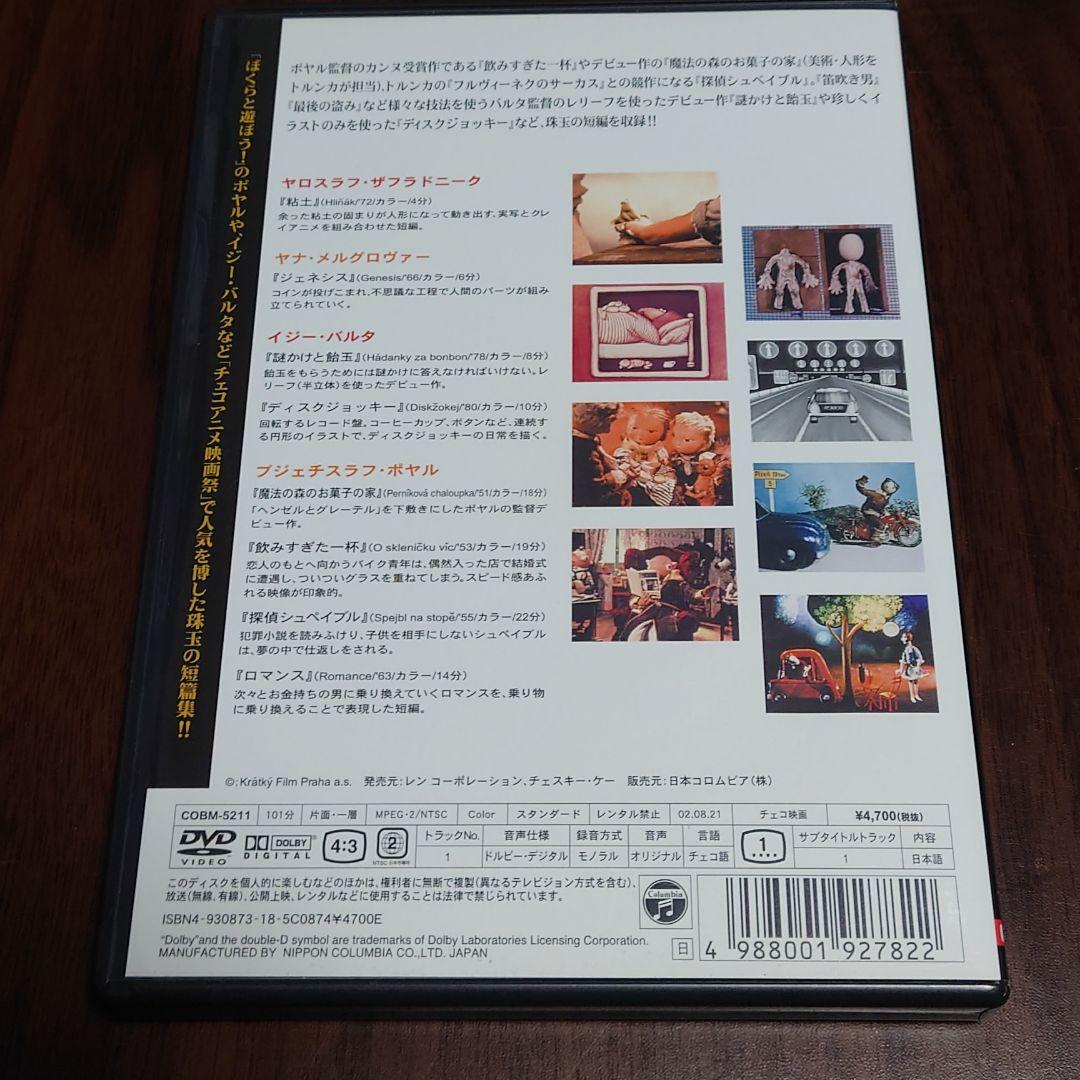 「ぼくらと遊ぼう!」のポヤルや、イジー・バルタなど「チェコアニメ映画祭」で人気を博した珠玉の短篇集!!
ポヤル監督のカンヌ受賞作である『飲みすぎた一杯』やデビュー作の『魔法の森のお菓子の家』(美術・人形を
トルンカが担当)、トルンカの『フルヴィーネクのサーカス』との競作になる『探偵シュペイブル』。『笛吹き男』
『最後の盗み』など様々な技法を使うバルタ監督のレリーフを使ったデビュー作『謎かけと飴玉』や珍しくイ
ラストのみを使った『ディスクジョッキー』など、珠玉の短編を収録!!
ヤロスラフ・ザフラドニーク
『粘土』(Hliňák/'72/カラー/4分)
余った粘土の固まりが人形になって動き出す、実写とクレ
イアニメを組み合わせた短編。
ヤナ・メルグロヴァー
『ジェネシス』(Genesis/'66/カラー/6分)
コインが投げこまれ、不思議な工程で人間のパーツが組み
立てられていく。
イジー・バルタ
『謎かけと飴玉』(Hádanky za bonbon/'78/カラー/8分)
飴玉をもらうためには謎かけに答えなければいけない。レ
リーフ(半立体)を使ったデビュー作。
『ディスクジョッキー』(Diskžokej/'80/カラー/10分)
回転するレコード盤。コーヒーカップ、ボタンなど、連続す
る円形のイラストで、ディスクジョッキーの日常を描く。
ブジェチスラフ・ポヤル
『魔法の森のお菓子の家』(Perníková chaloupka/'51/カラー/18分)
「ヘンゼルとグレーテル」を下敷きにしたポヤルの監督デ
ビュー作。
『飲みすぎた一杯』(O skleničku víc/'53/カラー/19分)
恋人のもとへ向かうバイク青年は、偶然入った店で結婚式
に遭遇し、ついついグラスを重ねてしまう。スピード感あふ
れる映像が印象的。
『探偵シュペイブル』(Spejbl na stopě/'55/カラー/22分)
犯罪小説を読みふけり、子供を相手にしないシュペイブル
は、夢の中で仕返しをされる。
『ロマンス』(Romance/'63/カラー/14分)
次々とお金持ちの男に乗り換えていくロマンスを、乗り物
に乗り換えることで表現した短編。
©:Krátký Film Praha a.s. 発売元:レン コーポレーション、チェスキー・ケー 販売元:日本コロムビア(株)
COBM-5211 101分 片面・一層 MPEG・2/NTSC Color スタンダード レンタル禁止 02.08.21 チェコ映画 ¥4,700(税抜)
DVD VIDEO DOLBY DIGITAL 4:3 2 NTSC 日本市場向
トラックNo. 音声仕様 録音方式 音声 言語 1 サブタイトルトラック 内容
1 ドルビー・デジタル モノラル オリジナル チェコ語 1 日本語
このディスクを個人的に楽しむなどのほかは、権利者に無断で複製(異なるテレビジョン方式を含む)、
放送(無線、有線)、公開上映、レンタルなどに使用することは法律で禁じられています。
ISBN4-930873-18-5C0874¥4700E
Columbia
"Dolby"and the double-D symbol are trademarks of Dolby Laboratories Licensing Corporation.
MANUFACTURED BY NIPPON COLUMBIA CO.,LTD. JAPAN
日
4 988001 927822